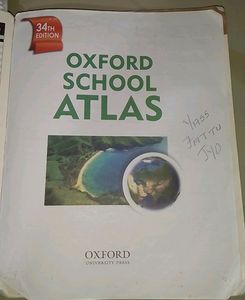 34TH
EDITION
OXFORD
SCHOOL
ATLAS
OXFORD
UNIVERSITY PRESS